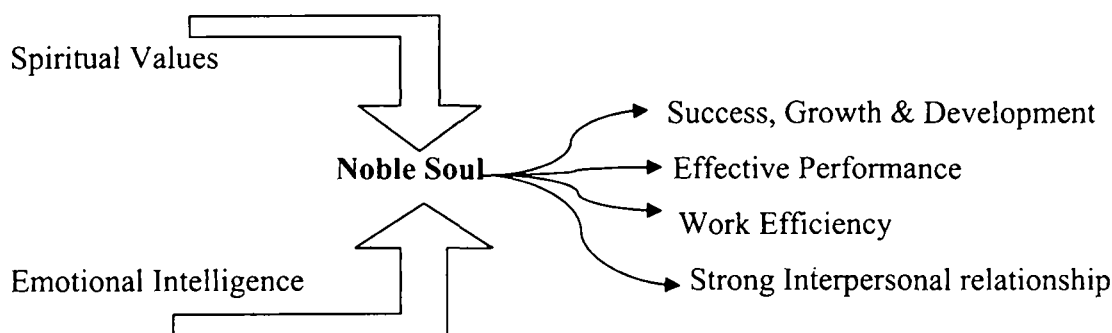 Spiritual Values
Success, Growth & Development
Noble Soul
Effective Performance
Work Efficiency
Emotional Intelligence
Strong Interpersonal relationship